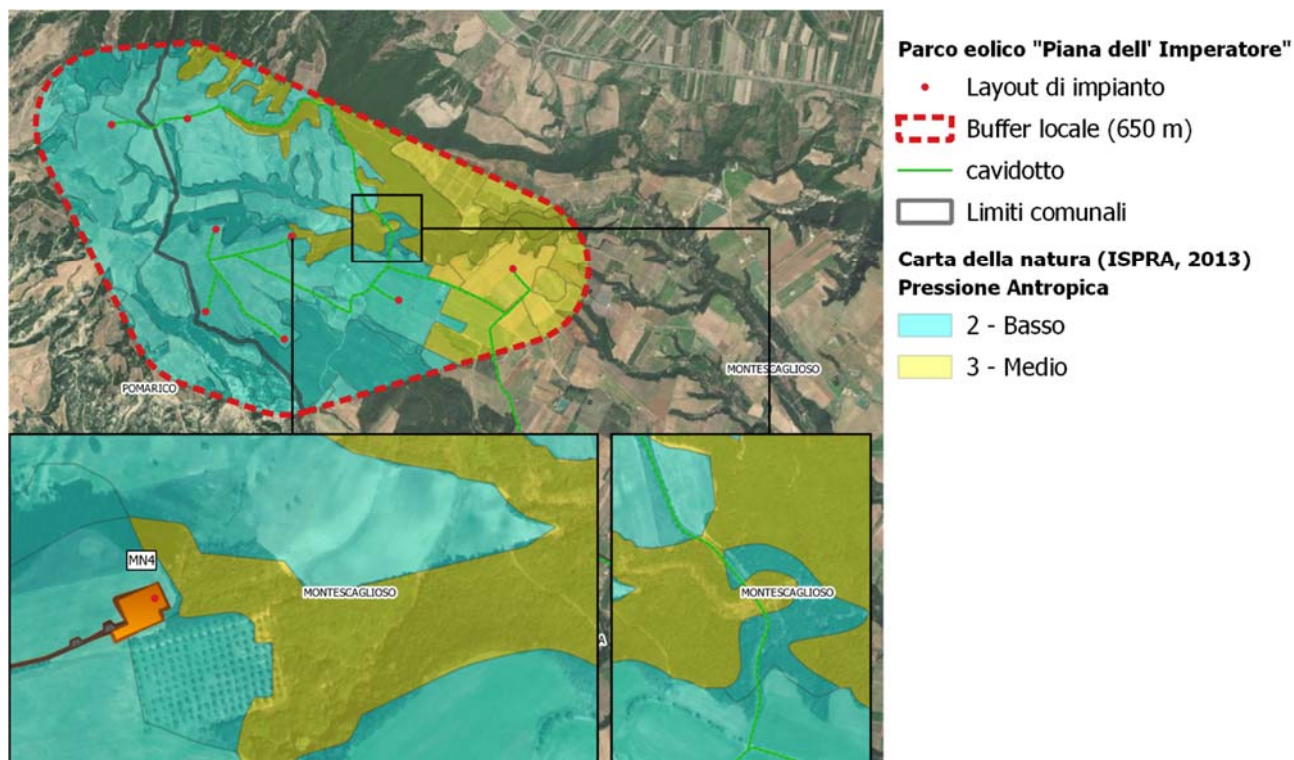 Parco eolico "Piana dell' Imperatore"
Layout di impianto
Buffer locale (650 m)
cavidotto
Limiti comunali
Carta della natura (ISPRA, 2013)
Pressione Antropica
2 - Basso
3 - Medio
POMARICO
MONTESCAGLIOSO
MN4
MONTESCAGLIOSO
MONTESCAGLIOSO
A